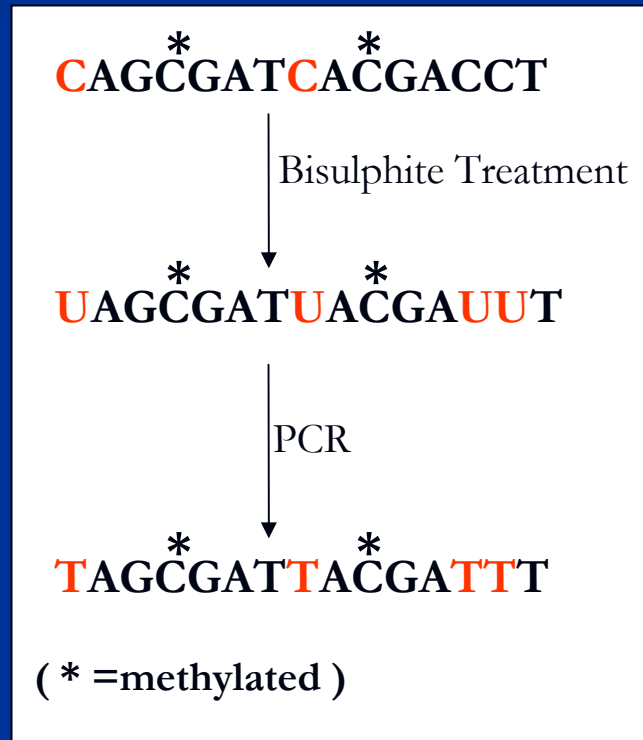 * *
CAGCGATCACGACCT
Bisulphite Treatment
* *
UAGCGATUACGAUUT
PCR
* *
TAGCGATTACGATTT
( * =methylated )